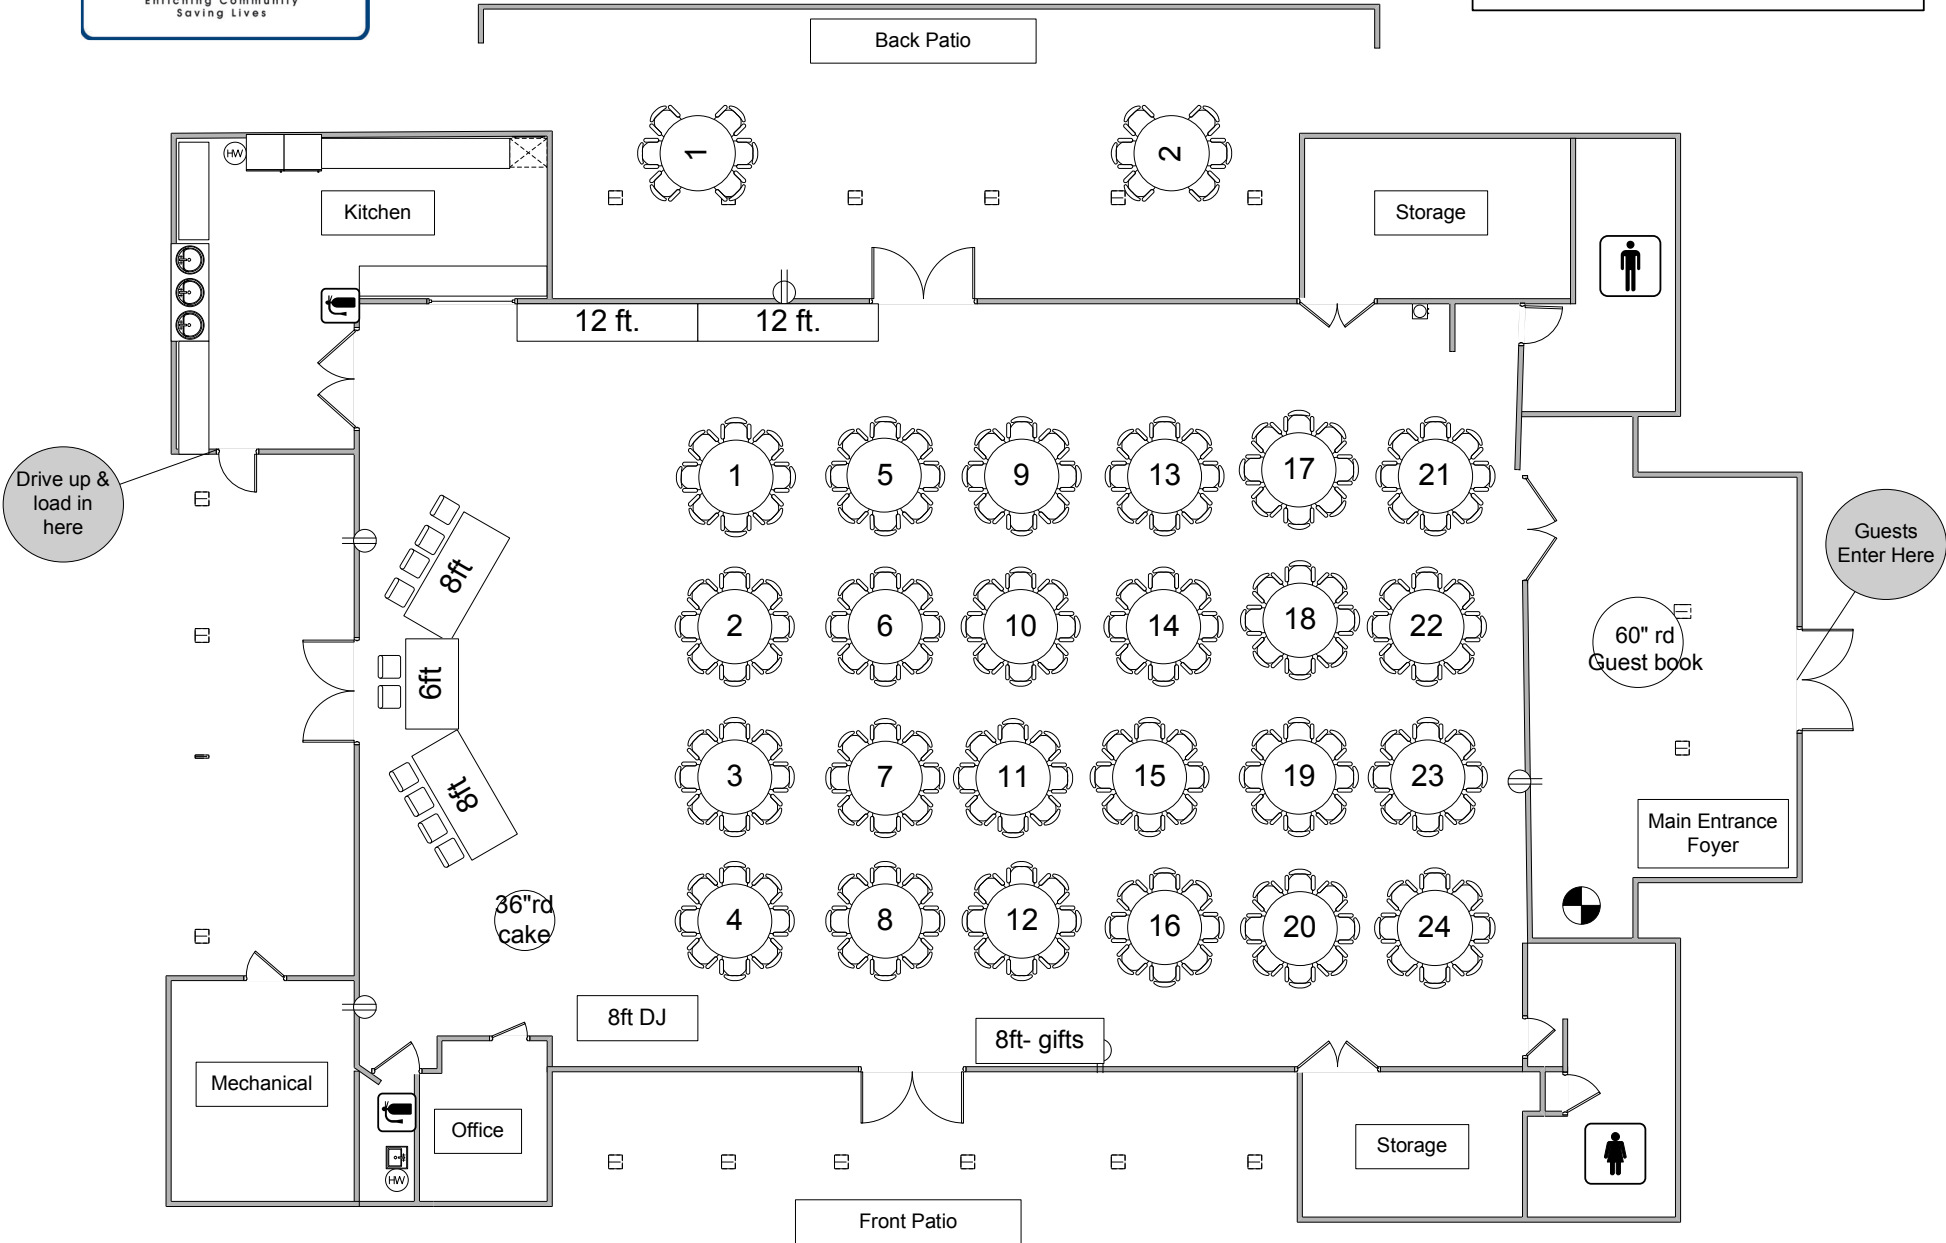 Enriching Community
Saving Lives
Back Patio
1
2
HW
Kitchen
Storage
12 ft.
12 ft.
Drive up &
load in
here
1
5
9
13
17
21
Guests
Enter Here
8ft
2
6
10
14
18
22
60" rd
Guest book
6ft
3
7
11
15
19
23
8ft
Main Entrance
Foyer
36"rd
cake
4
8
12
16
20
24
8ft DJ
8ft- gifts
Mechanical
Office
Storage
HW
Front Patio